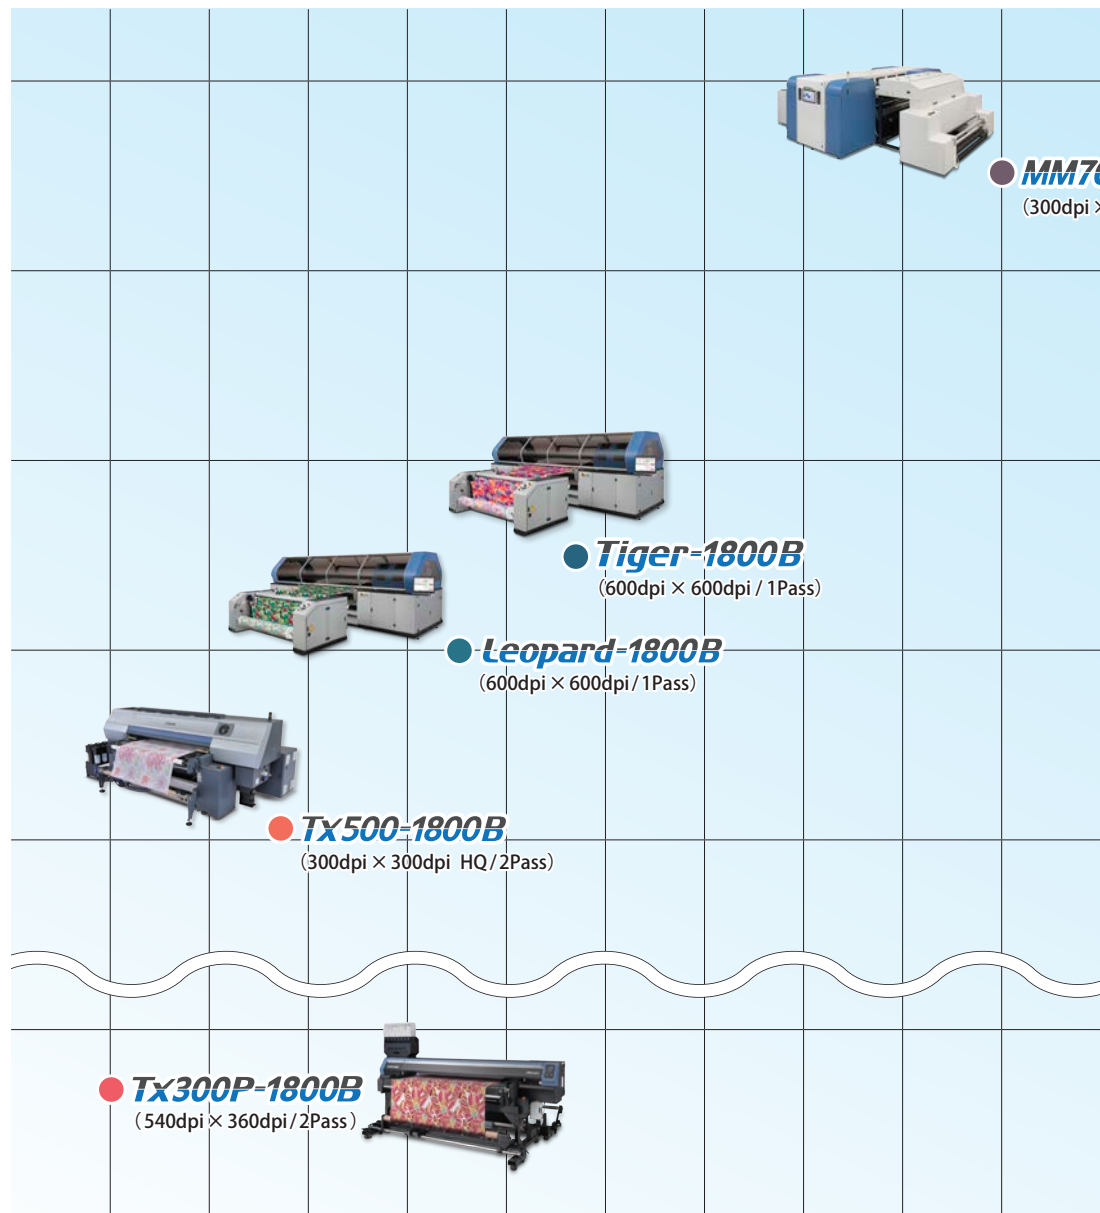 MM70
(300dpi ×
Tiger-1800B
(600dpi × 600dpi / 1Pass)
Leopard-1800B
(600dpi × 600dpi / 1Pass)
Tx500-1800B
(300dpi × 300dpi HQ / 2Pass)
Tx300P-1800B
(540dpi × 360dpi / 2Pass)